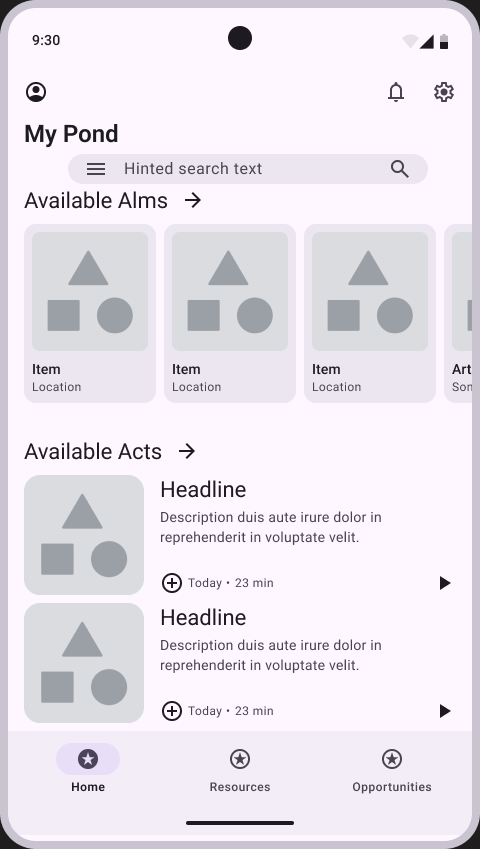 9:30
My Pond
Hinted search text
Available Alms
Item
Location
Item
Location
Item
Location
Art
Son
Available Acts
Headline
Description duis aute irure dolor in
reprehenderit in voluptate velit.
Today • 23 min
Headline
Description duis aute irure dolor in
reprehenderit in voluptate velit.
Today • 23 min
Home
Resources
Opportunities